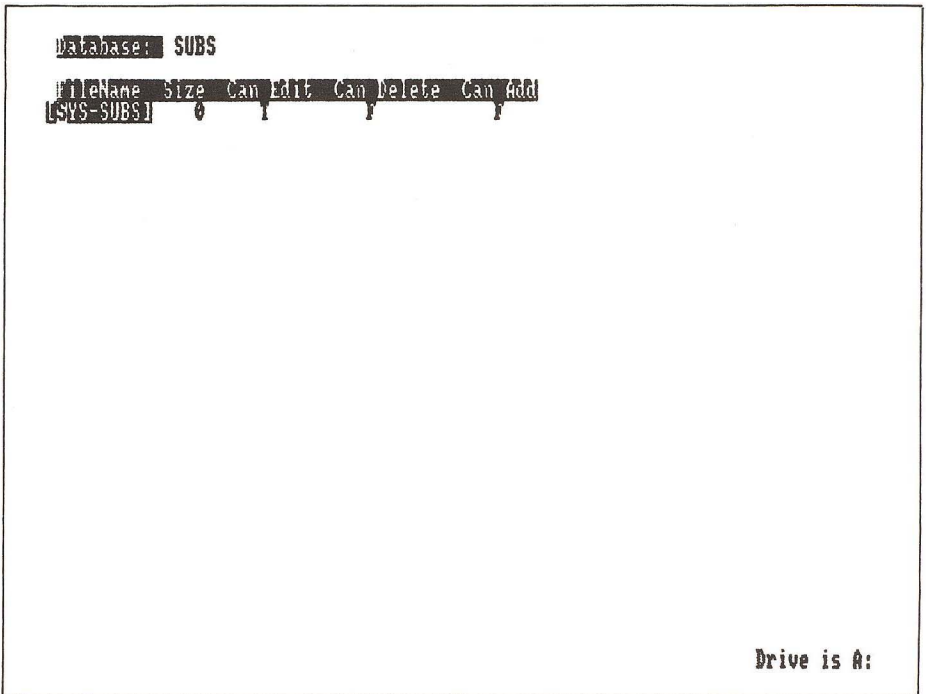 Database: SUBS
FileName Size Can Edit Can Delete Can Add
[SYS-SUBS] 0 T F F
Drive is A: